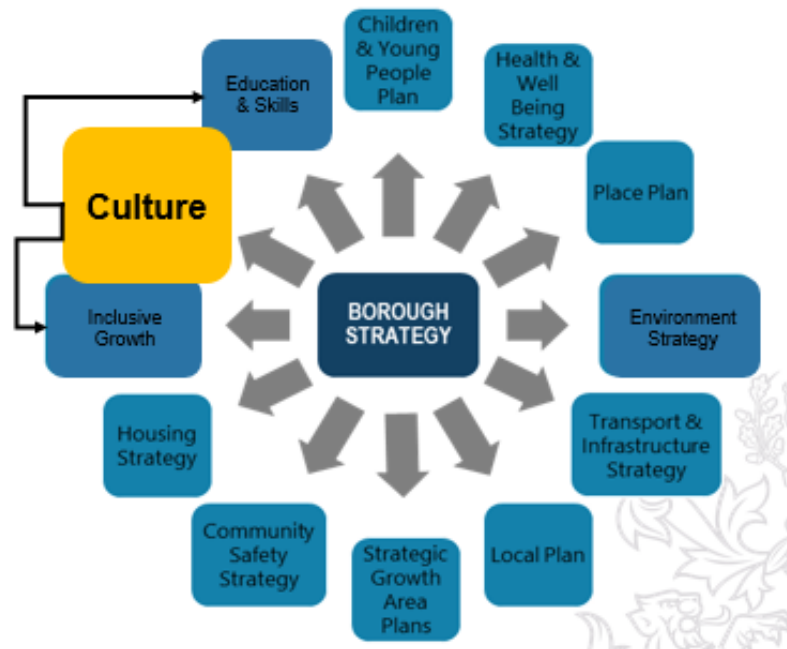 Children
& Young
People
Plan
Education
& Skills
Health &
Well
Being
Strategy
Culture
Place Plan
BOROUGH
STRATEGY
Inclusive
Growth
Environment
Strategy
Housing
Strategy
Transport &
Infrastructure
Strategy
Community
Safety
Strategy
Strategic
Growth
Area
Plans
Local Plan